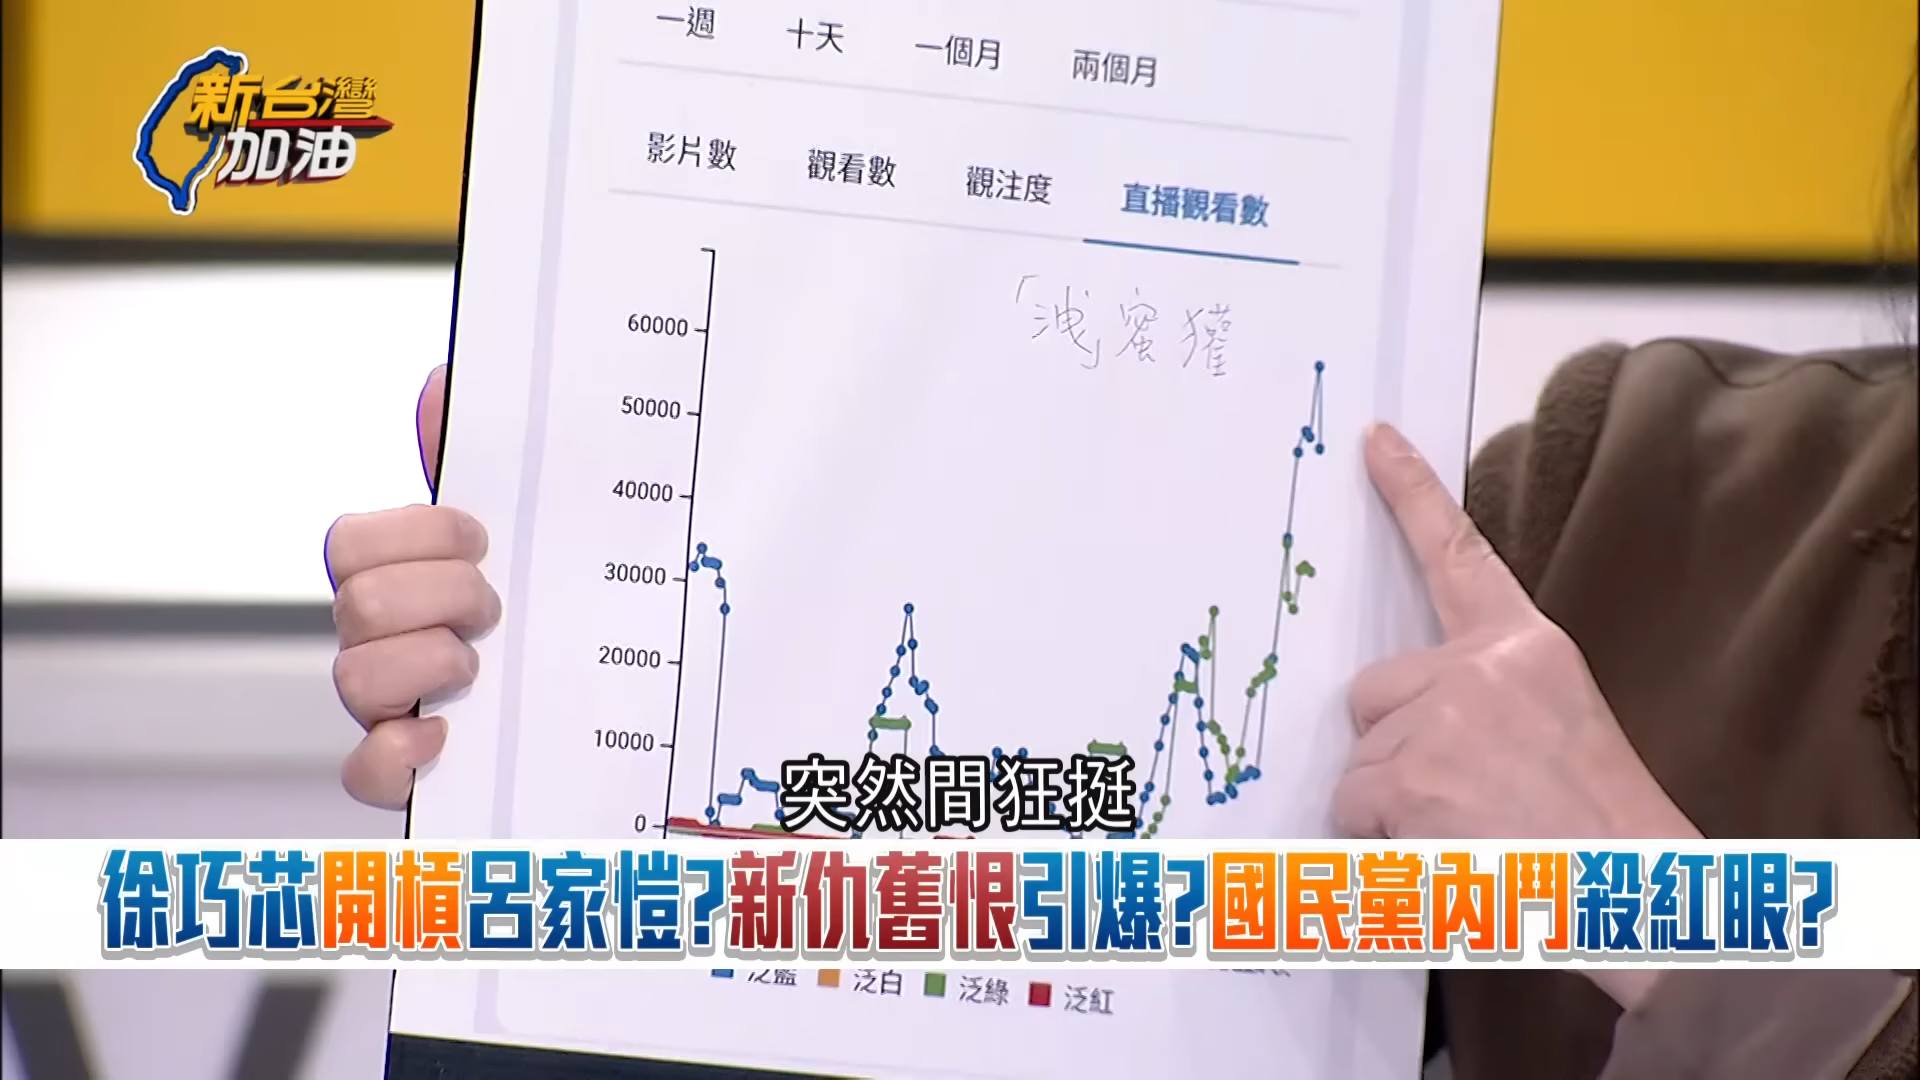 新台灣
加油
一週 十天 一個月 兩個月
影片數 觀看數 觀注度 直播觀看數
「洩」蜜獾
60000
50000
40000
30000
20000
10000
0
突然間狂挺
徐巧芯開槓呂家愷?新仇舊恨引爆?國民黨內鬥殺紅眼?
泛藍 泛白 泛綠 泛紅